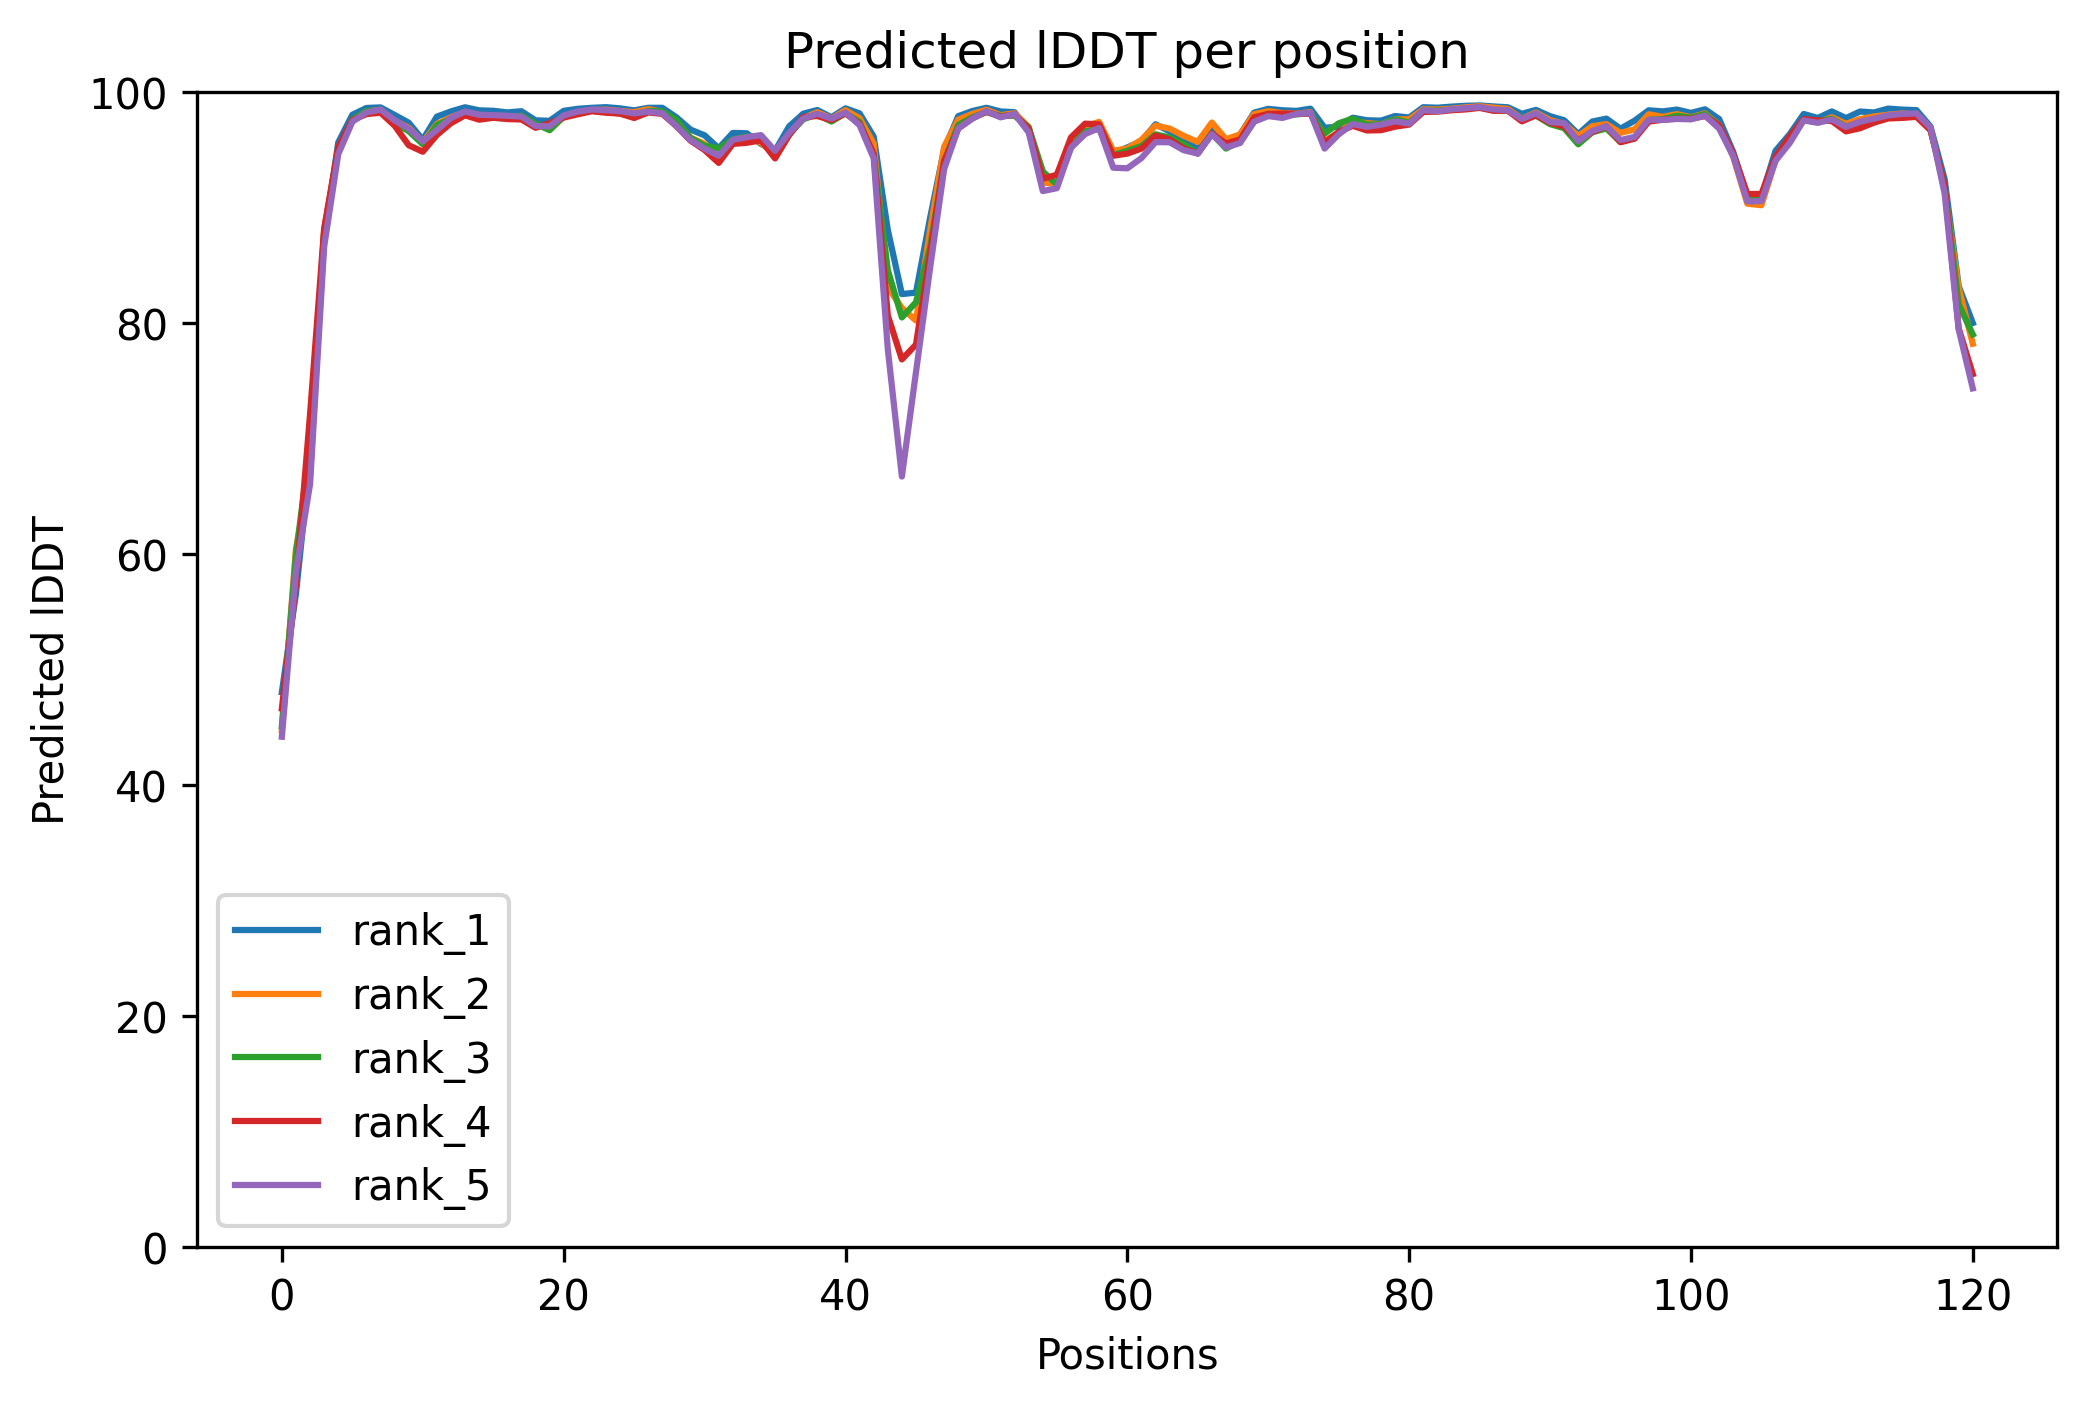 Predicted lDDT per position
100
80
60
40
20
0
Predicted lDDT
rank_1
rank_2
rank_3
rank_4
rank_5
0 20 40 60 80 100 120
Positions